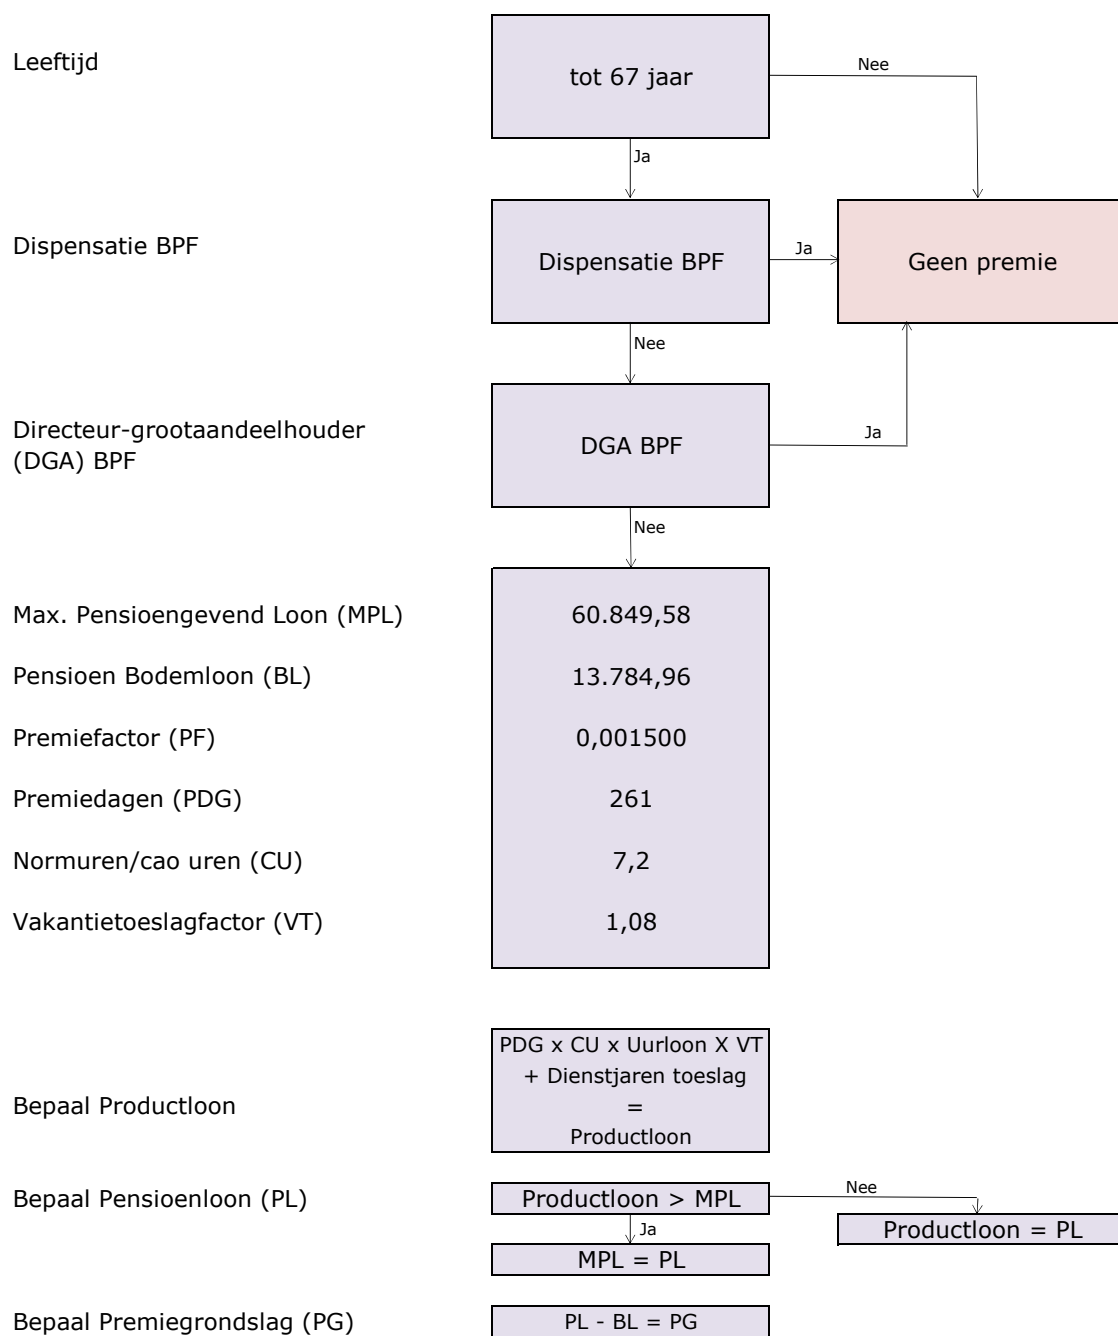 Leeftijd
tot 67 jaar
Nee
Ja
Dispensatie BPF
Dispensatie BPF
Ja
Geen premie
Nee
Directeur-grootaandeelhouder
(DGA) BPF
DGA BPF
Ja
Nee
Max. Pensioengevend Loon (MPL)
60.849,58
Pensioen Bodemloon (BL)
13.784,96
Premiefactor (PF)
0,001500
Premiedagen (PDG)
261
Normuren/cao uren (CU)
7,2
Vakantietoeslagfactor (VT)
1,08
Bepaal Productloon
PDG x CU x Uurloon X VT
+ Dienstjaren toeslag
=
Productloon
Bepaal Pensioenloon (PL)
Productloon > MPL
Nee
Productloon = PL
Ja
MPL = PL
Bepaal Premiegrondslag (PG)
PL - BL = PG